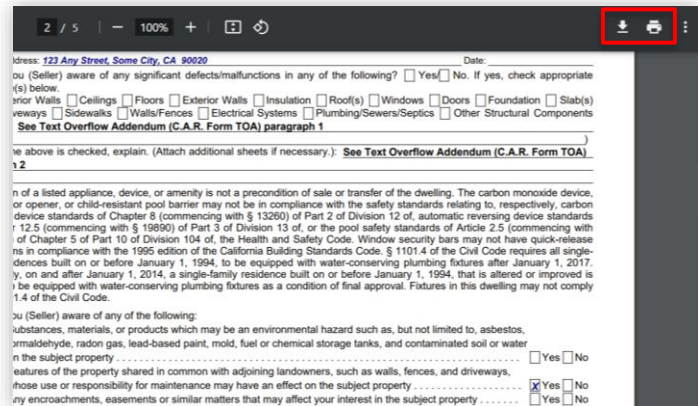 2 / 5 | — 100% +
ddress: 123 Any Street, Some City, CA 90020 Date:
ou (Seller) aware of any significant defects/malfunctions in any of the following? Yes No. If yes, check appropriate
(s) below.
erior Walls Ceilings Floors Exterior Walls Insulation Roof(s) Windows Doors Foundation Slab(s)
veways Sidewalks Walls/Fences Electrical Systems Plumbing/Sewers/Septics Other Structural Components
See Text Overflow Addendum (C.A.R. Form TOA) paragraph 1
)
e above is checked, explain. (Attach additional sheets if necessary.): See Text Overflow Addendum (C.A.R. Form TOA)
2
n of a listed appliance, device, or amenity is not a precondition of sale or transfer of the dwelling. The carbon monoxide device,
or opener, or child-resistant pool barrier may not be in compliance with the safety standards relating to, respectively, carbon
device standards of Chapter 8 (commencing with § 13260) of Part 2 of Division 12 of, automatic reversing device standards
12.5 (commencing with § 19890) of Part 3 of Division 13 of, or the pool safety standards of Article 2.5 (commencing with
of Chapter 5 of Part 10 of Division 104 of, the Health and Safety Code. Window security bars may not have quick-release
ns in compliance with the 1995 edition of the California Building Standards Code. § 1101.4 of the Civil Code requires all single-
dences built on or before January 1, 1994, to be equipped with water-conserving plumbing fixtures after January 1, 2017.
y, on and after January 1, 2014, a single-family residence built on or before January 1, 1994, that is altered or improved is
be equipped with water-conserving plumbing fixtures as a condition of final approval. Fixtures in this dwelling may not comply
1.4 of the Civil Code.
ou (Seller) aware of any of the following:
ubstances, materials, or products which may be an environmental hazard such as, but not limited to, asbestos,
ormaldehyde, radon gas, lead-based paint, mold, fuel or chemical storage tanks, and contaminated soil or water
n the subject property Yes No
eatures of the property shared in common with adjoining landowners, such as walls, fences, and driveways,
hose use or responsibility for maintenance may have an effect on the subject property X Yes No
ny encroachments, easements or similar matters that may affect your interest in the subject property Yes No